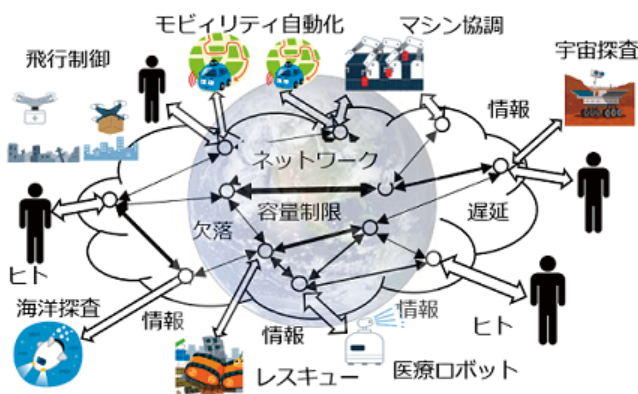 モビィリティ自動化
マシン協調
飛行制御
宇宙探査
情報
ネットワーク
容量制限
欠落
遅延
ヒト
海洋探査
情報
情報
情報
ヒト
レスキュー
医療ロボット